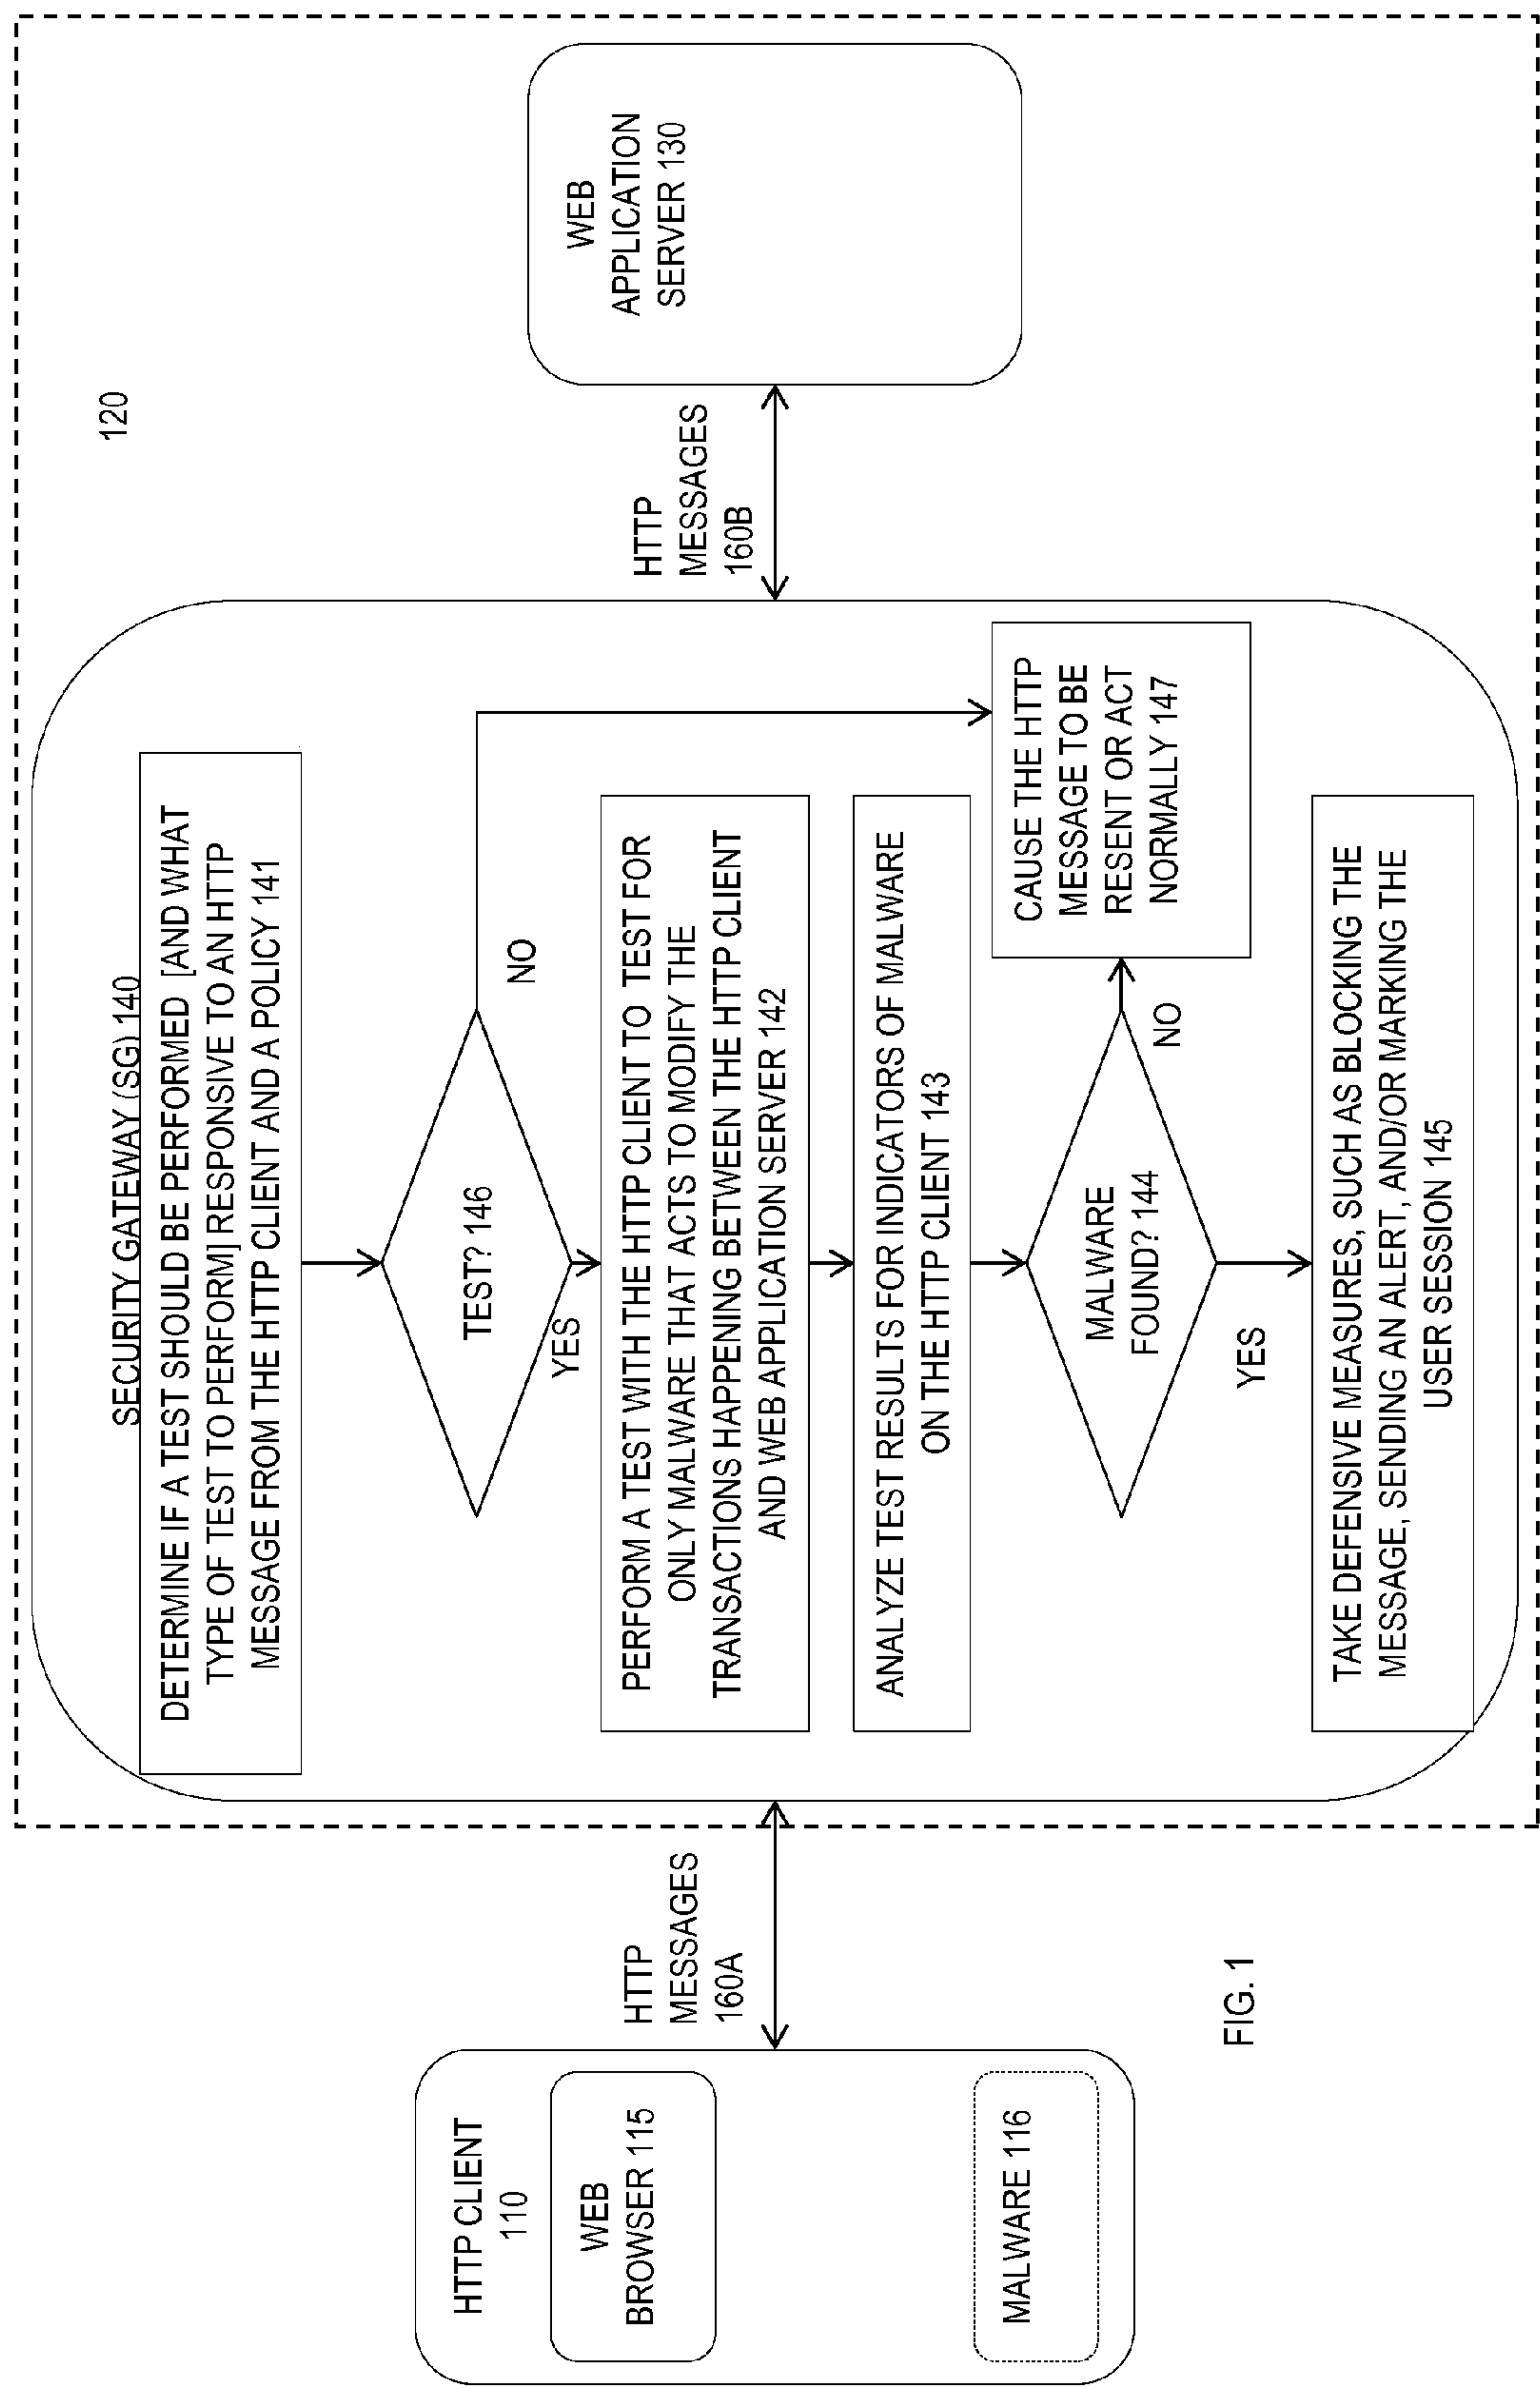 HTTP CLIENT
110
WEB
BROWSER 115
MALWARE 116
HTTP
MESSAGES
160A
SECURITY GATEWAY (SG) 140
DETERMINE IF A TEST SHOULD BE PERFORMED [AND WHAT
TYPE OF TEST TO PERFORM] RESPONSIVE TO AN HTTP
MESSAGE FROM THE HTTP CLIENT AND A POLICY 141
TEST? 146
YES
NO
PERFORM A TEST WITH THE HTTP CLIENT TO TEST FOR
ONLY MALWARE THAT ACTS TO MODIFY THE
TRANSACTIONS HAPPENING BETWEEN THE HTTP CLIENT
AND WEB APPLICATION SERVER 142
ANALYZE TEST RESULTS FOR INDICATORS OF MALWARE
ON THE HTTP CLIENT 143
MALWARE
FOUND? 144
YES
NO
CAUSE THE HTTP
MESSAGE TO BE
RESENT OR ACT
NORMALLY 147
TAKE DEFENSIVE MEASURES, SUCH AS BLOCKING THE
MESSAGE, SENDING AN ALERT, AND/OR MARKING THE
USER SESSION 145
HTTP
MESSAGES
160B
120
WEB
APPLICATION
SERVER 130
FIG. 1